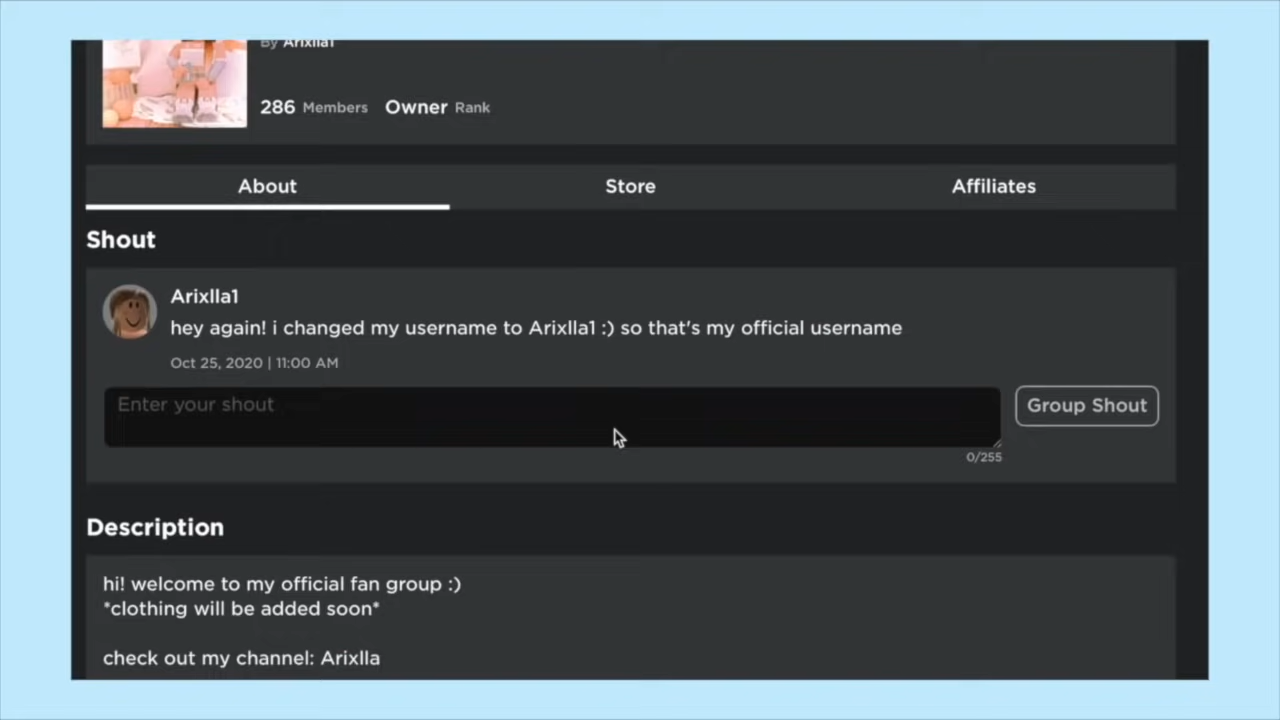 By Arixlla1
286 Members Owner Rank
About Store Affiliates
Shout
Arixlla1
hey again! i changed my username to Arixlla1 :) so that's my official username
Oct 25, 2020 | 11:00 AM
Enter your shout
Group Shout
0/255
Description
hi! welcome to my official fan group :)
*clothing will be added soon*
check out my channel: Arixlla